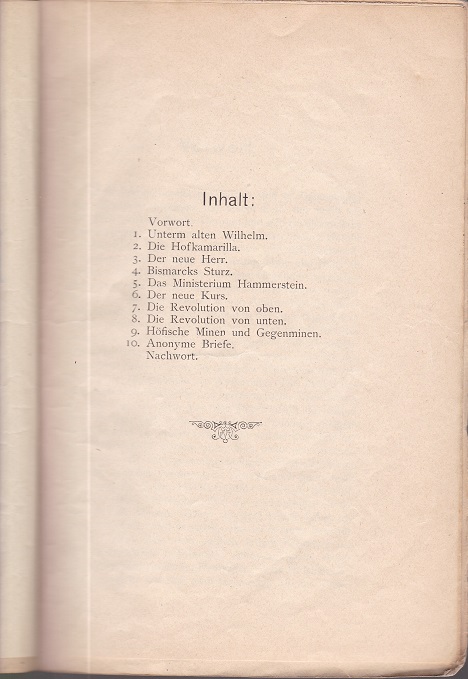 Inhalt:
Vorwort.
1. Unterm alten Wilhelm.
2. Die Hofkamarilla.
3. Der neue Herr.
4. Bismarcks Sturz.
5. Das Ministerium Hammerstein.
6. Der neue Kurs.
7. Die Revolution von oben.
8. Die Revolution von unten.
9. Höfische Minen und Gegenminen.
10. Anonyme Briefe.
Nachwort.